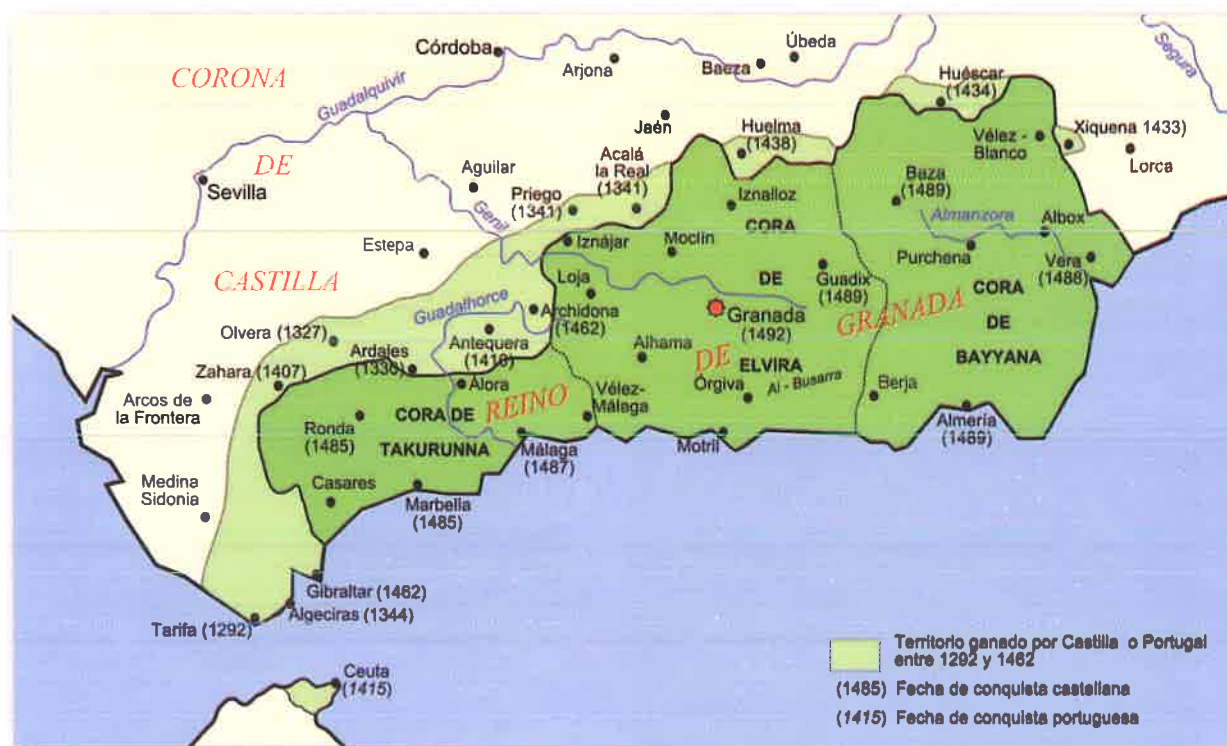 CORONA
DE
CASTILLA
REINO
DE
GRANADA
Córdoba
Arjona
Baeza
Úbeda
Segura
Guadalquivir
Huéscar
(1434)
Jaén
Huelma
(1438)
Vélez -
Blanco
Xiquena 1433)
Lorca
Sevilla
Aguilar
Genil
Priego
(1341)
Acalá
la Real
(1341)
Iznalloz
CORA
DE
ELVIRA
Baza
(1489)
Almanzora
Albox
Estepa
Iznájar
Moclín
Purchena
Vera
(1488)
Loja
Guadix
(1489)
CORA
DE
BAYYANA
Guadalhorce
Archidona
(1462)
Granada
(1492)
Olvera (1327)
Ardales
(1330)
Antequera
(1410)
Alhama
Zahara (1407)
Álora
Órgiva
Al - Busarra
Berja
Arcos de
la Frontera
Ronda
(1485)
CORA DE
TAKURUNNA
Vélez-
Málaga
Motril
Almería
(1489)
Málaga
(1487)
Medina
Sidonia
Casares
Marbella
(1485)
Gibraltar (1462)
Algeciras (1344)
Tarifa (1292)
Ceuta
(1415)
Territorio ganado por Castilla o Portugal
entre 1292 y 1462
(1485) Fecha de conquista castellana
(1415) Fecha de conquista portuguesa